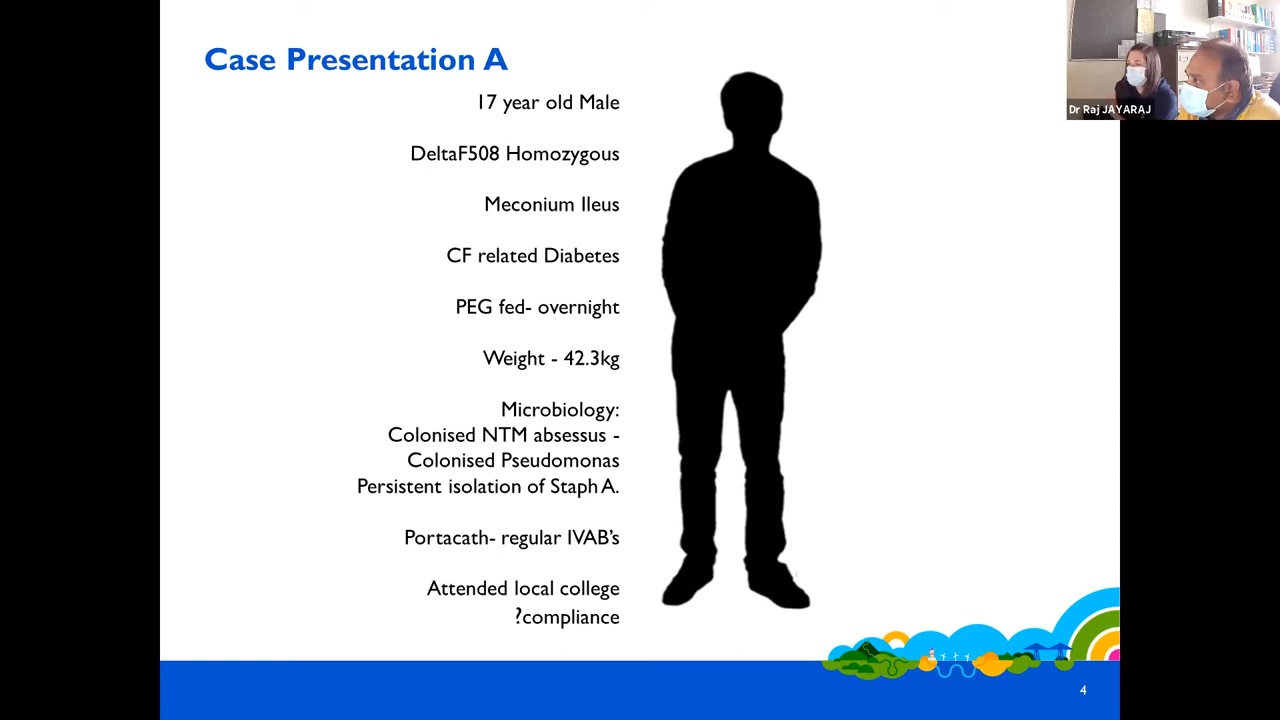 Case Presentation A
Dr Raj JAYARAJ
17 year old Male
DeltaF508 Homozygous
Meconium Ileus
CF related Diabetes
PEG fed- overnight
Weight - 42.3kg
Microbiology:
Colonised NTM absessus -
Colonised Pseudomonas
Persistent isolation of Staph A.
Portacath- regular IVAB's
Attended local college
?compliance
4